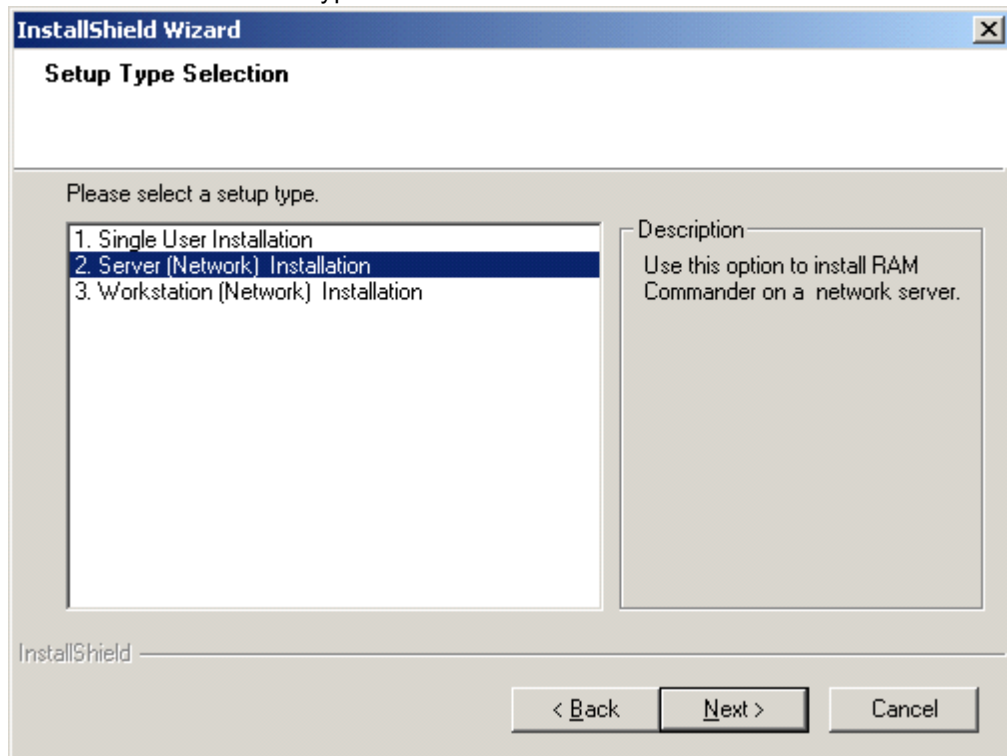 InstallShield Wizard
Setup Type Selection
Please select a setup type.
1. Single User Installation
2. Server (Network) Installation
3. Workstation (Network) Installation
Description
Use this option to install RAM
Commander on a network server.
InstallShield
< Back
Next >
Cancel